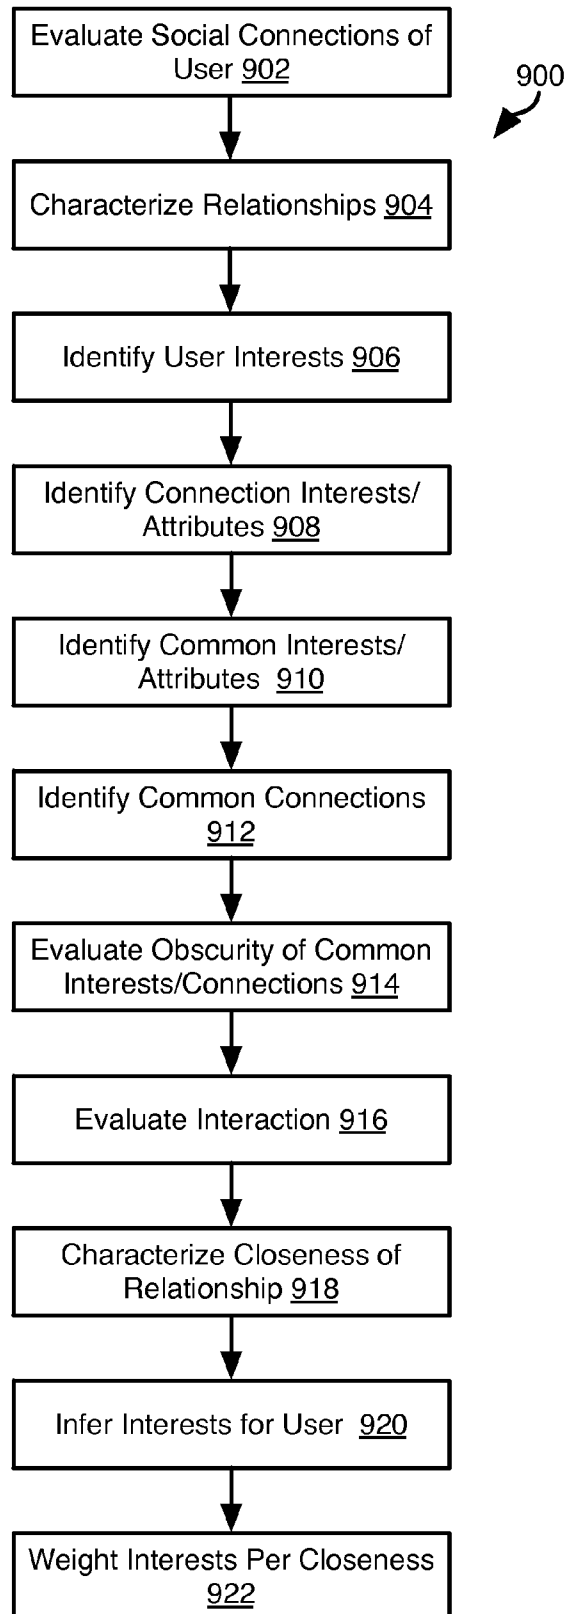 Evaluate Social Connections of
User 902
900
Characterize Relationships 904
Identify User Interests 906
Identify Connection Interests/
Attributes 908
Identify Common Interests/
Attributes 910
Identify Common Connections
912
Evaluate Obscurity of Common
Interests/Connections 914
Evaluate Interaction 916
Characterize Closeness of
Relationship 918
Infer Interests for User 920
Weight Interests Per Closeness
922